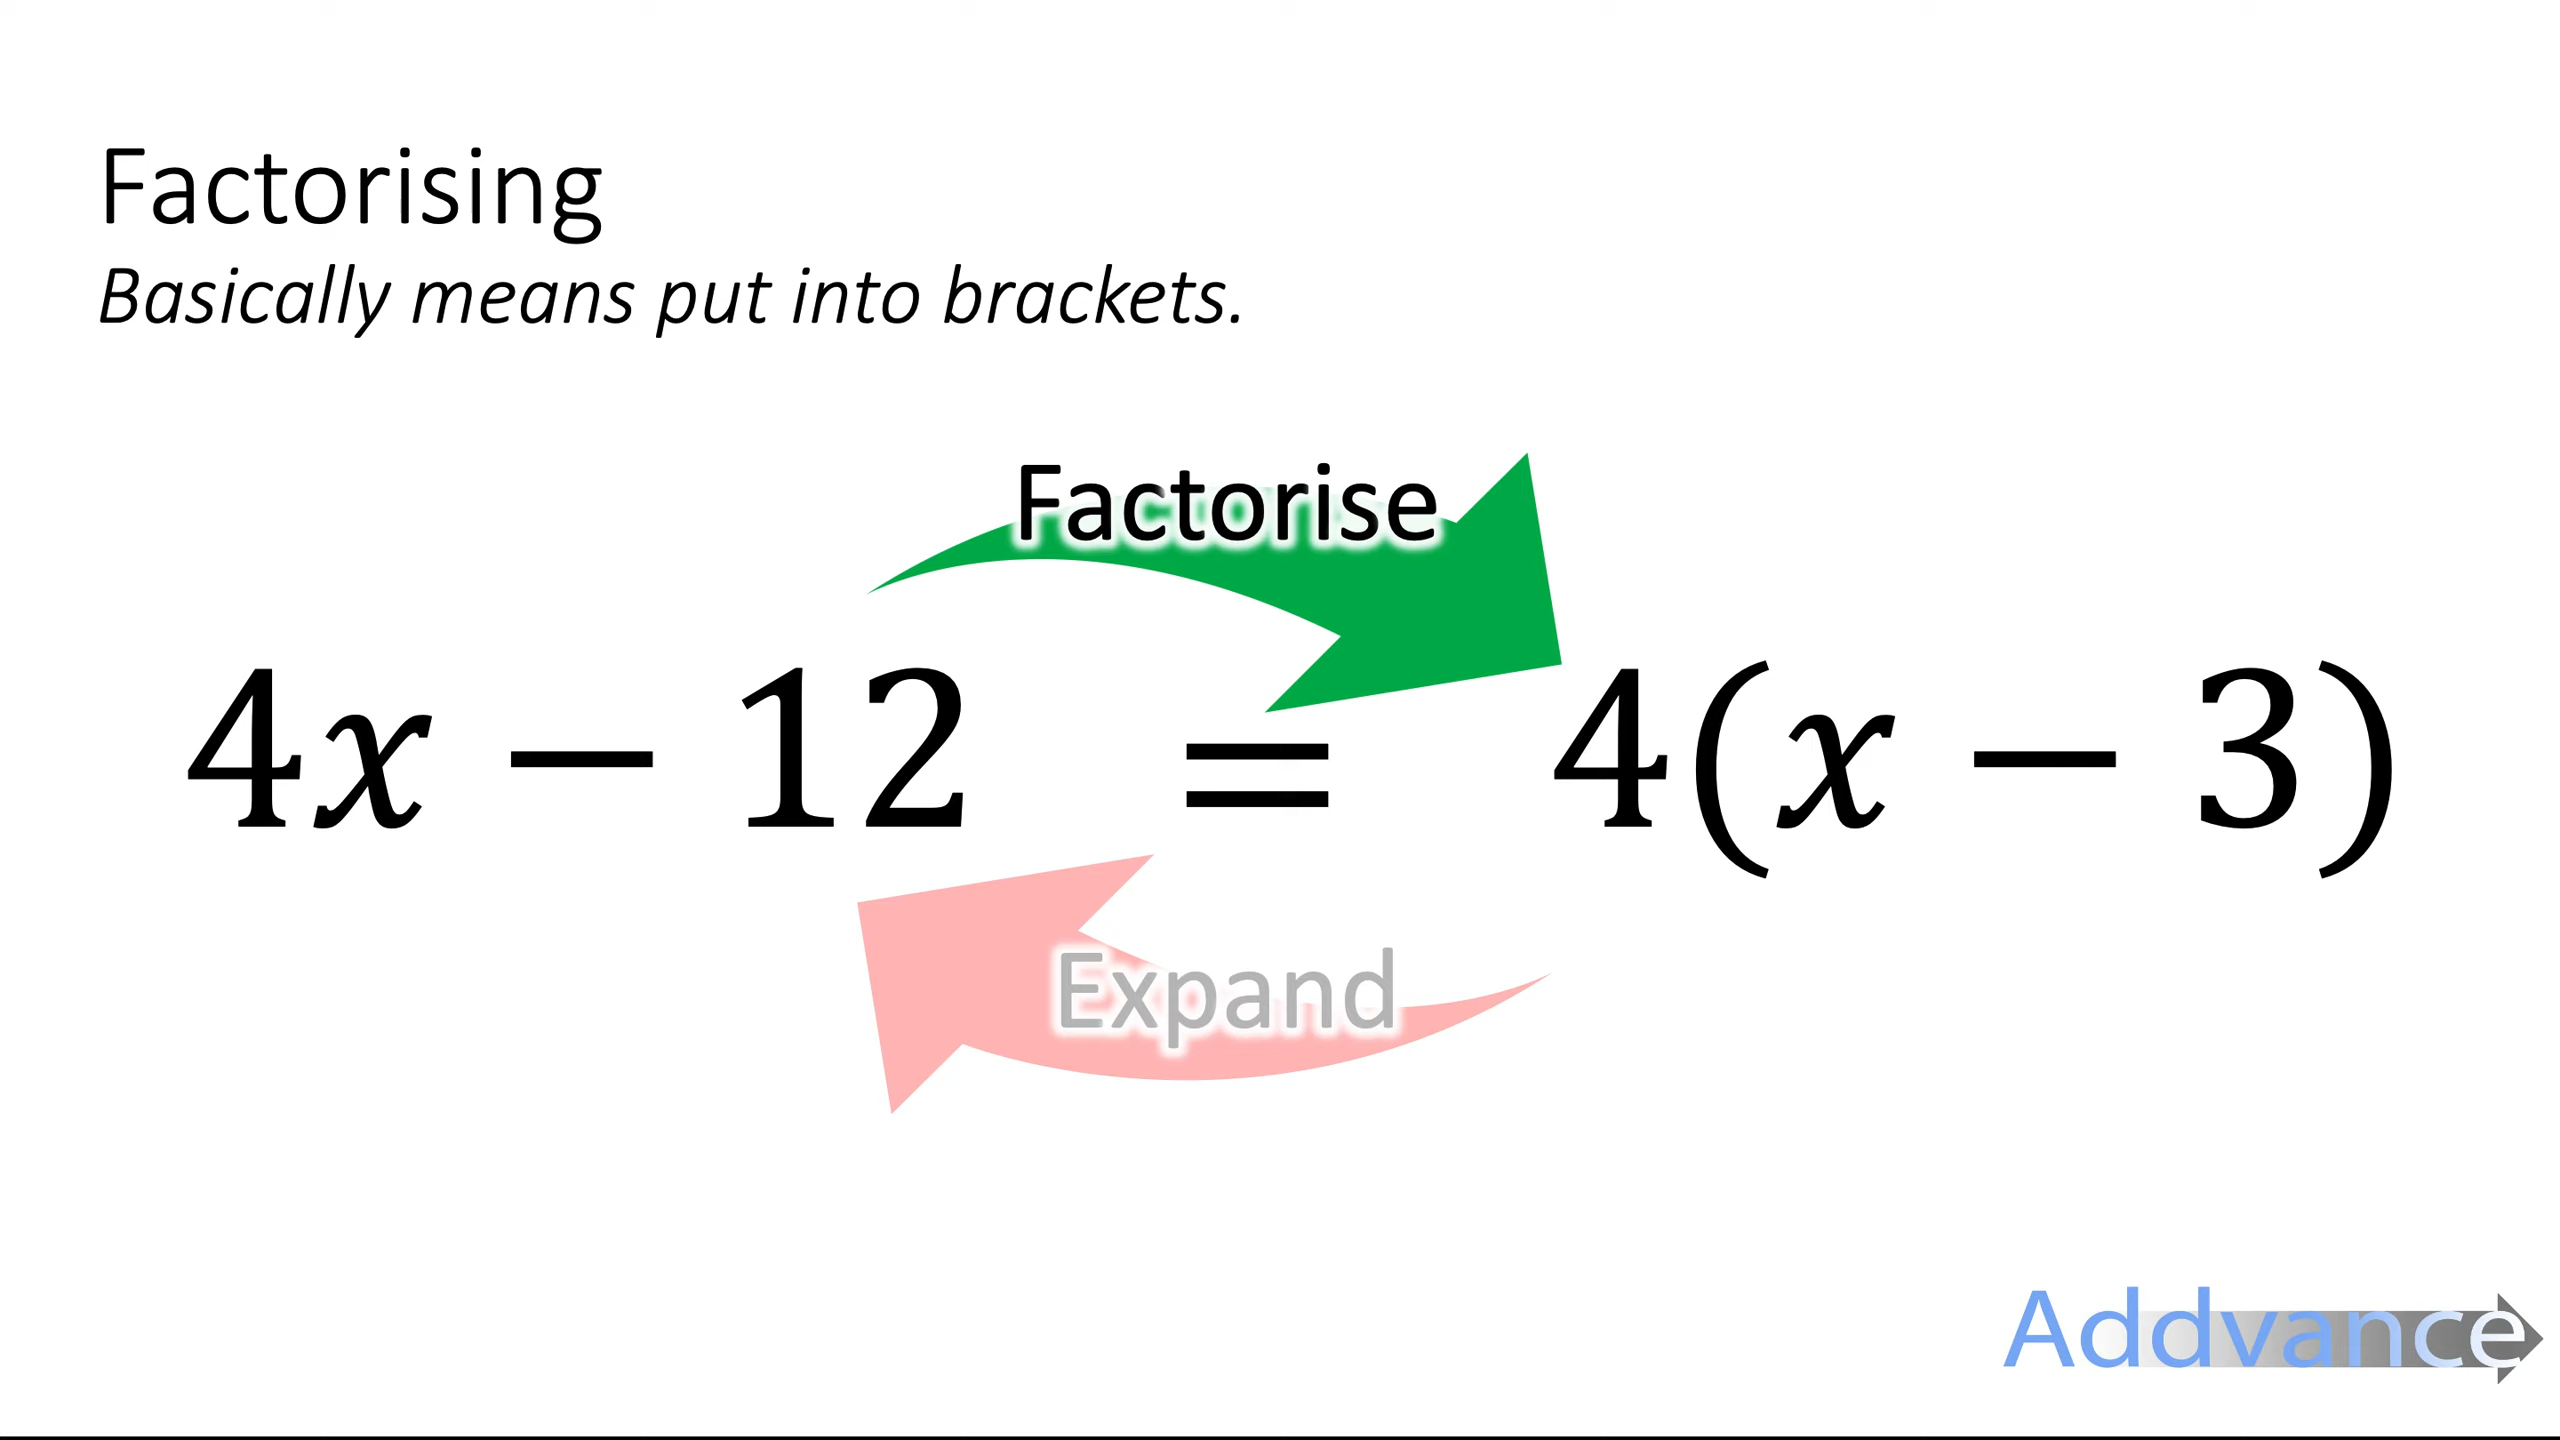 Factorising
Basically means put into brackets.
Factorise
4x − 12 = 4(x − 3)
Expand
Addvance